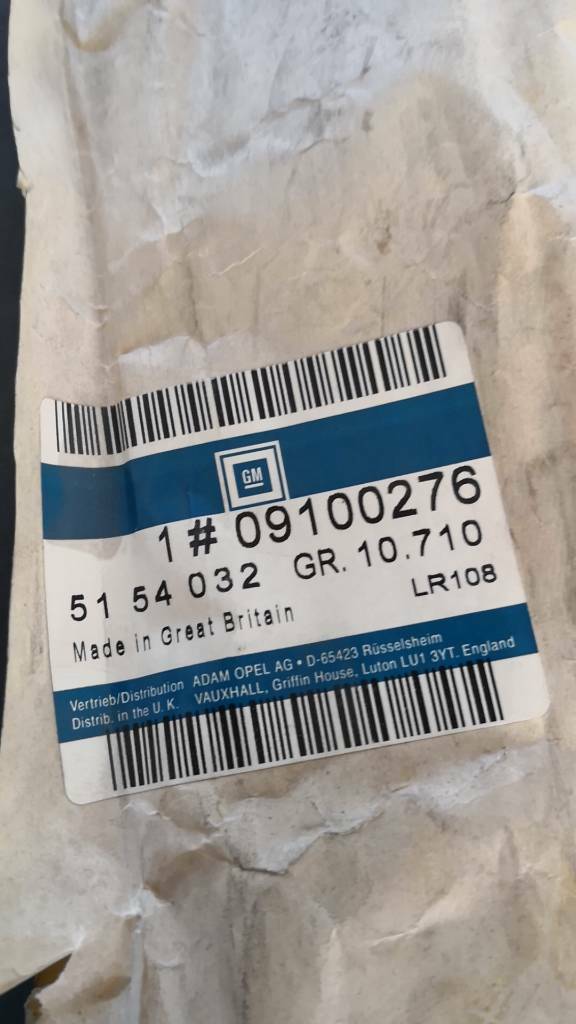 GM
1 # 09100276
51 54 032 GR. 10.710
Made in Great Britain LR108
Vertrieb/Distribution ADAM OPEL AG • D-65423 Rüsselsheim
Distrib. in the U. K. VAUXHALL, Griffin House, Luton LU1 3YT. England